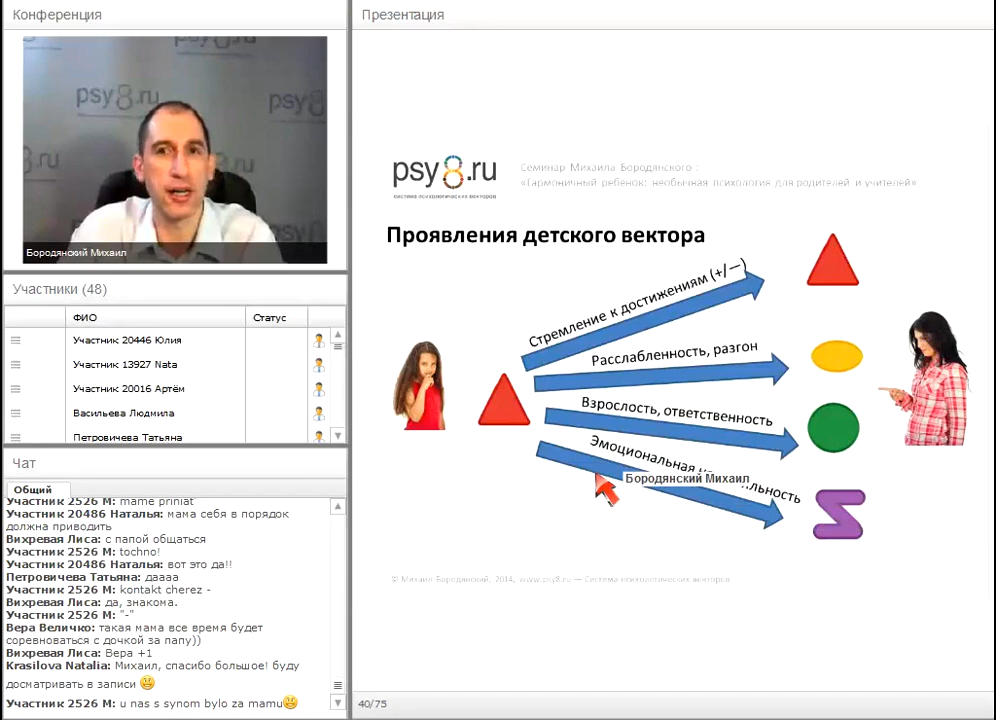 Конференция
psy8.ru
psy8.ru
Бородянский Михаил
Участники (48)
ФИО
Статус
Участник 20446 Юлия
Участник 13927 Nata
Участник 20016 Артём
Васильева Людмила
Петровичева Татьяна
Чат
Общий
Участник 2526 М: mame priniat
Участник 20486 Наталья: мама себя в порядок
должна приводить
Вихревая Лиса: с папой общаться
Участник 2526 М: tochno!
Участник 20486 Наталья: вот это да!!
Петровичева Татьяна: даааа
Участник 2526 М: kontakt cherez -
Вихревая Лиса: да, знакома.
Участник 2526 М: "-"
Вера Величко: такая мама все время будет
соревноваться с дочкой за папу))
Вихревая Лиса: Вера +1
Krasilova Natalia: Михаил, спасибо большое! буду
досматривать в записи
Участник 2526 М: u nas s synom bylo za mamu
Презентация
psy8.ru
система психологических векторов
Семинар Михаила Бородянского :
«Гармоничный ребенок: необычная психология для родителей и учителей»
Проявления детского вектора
Стремление к достижениям (+/—)
Расслабленность, разгон
Взрослость, ответственность
Эмоциональная
Бородянский Михаил
© Михаил Бородянский, 2014, www.psy8.ru — Система психологических векторов
40/75